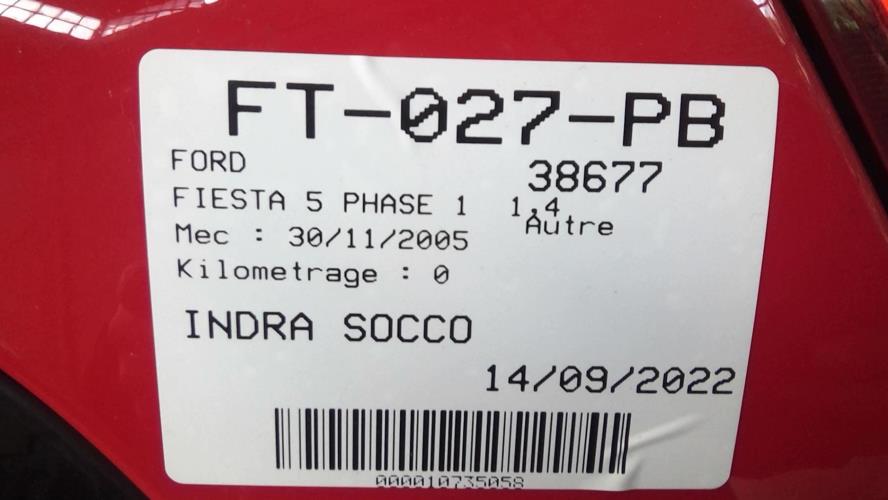 FT-027-PB
FORD 38677
FIESTA 5 PHASE 1 1,4
Autre
Mec : 30/11/2005
Kilometrage : 0
INDRA SOCCO
14/09/2022
000010735058